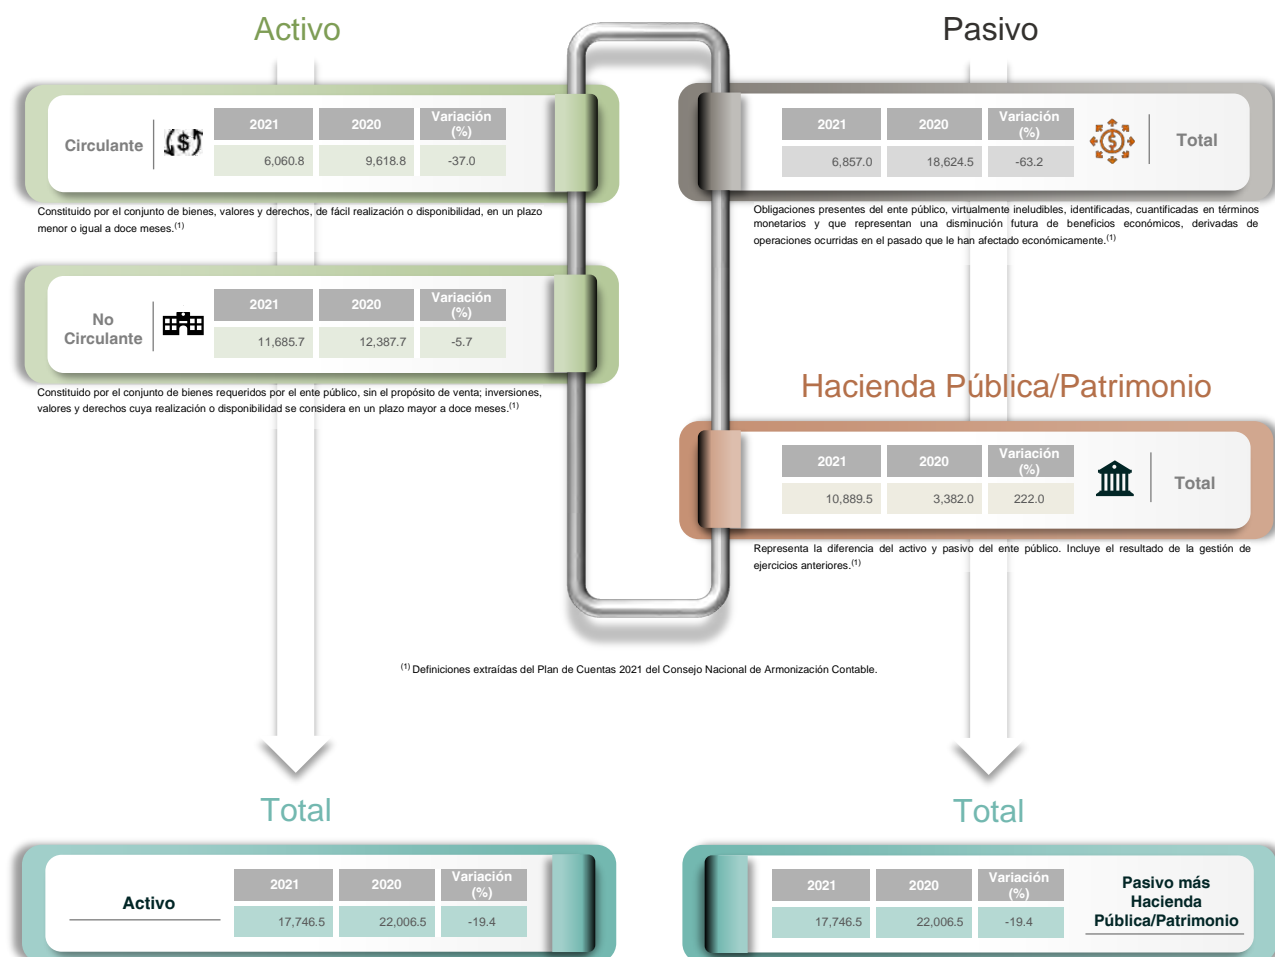 Activo
Circulante
2021 2020 Variación (%)
6,060.8 9,618.8 -37.0
Constituido por el conjunto de bienes, valores y derechos, de fácil realización o disponibilidad, en un plazo
menor o igual a doce meses.(1)
No
Circulante
2021 2020 Variación (%)
11,685.7 12,387.7 -5.7
Constituido por el conjunto de bienes requeridos por el ente público, sin el propósito de venta; inversiones,
valores y derechos cuya realización o disponibilidad se considera en un plazo mayor a doce meses.(1)
Pasivo
2021 2020 Variación (%)
6,857.0 18,624.5 -63.2
Total
Obligaciones presentes del ente público, virtualmente ineludibles, identificadas, cuantificadas en términos
monetarios y que representan una disminución futura de beneficios económicos, derivadas de
operaciones ocurridas en el pasado que le han afectado económicamente.(1)
Hacienda Pública/Patrimonio
2021 2020 Variación (%)
10,889.5 3,382.0 222.0
Total
Representa la diferencia del activo y pasivo del ente público. Incluye el resultado de la gestión de
ejercicios anteriores.(1)
(1) Definiciones extraídas del Plan de Cuentas 2021 del Consejo Nacional de Armonización Contable.
Total
Activo
2021 2020 Variación (%)
17,746.5 22,006.5 -19.4
Total
2021 2020 Variación (%)
17,746.5 22,006.5 -19.4
Pasivo más
Hacienda
Pública/Patrimonio